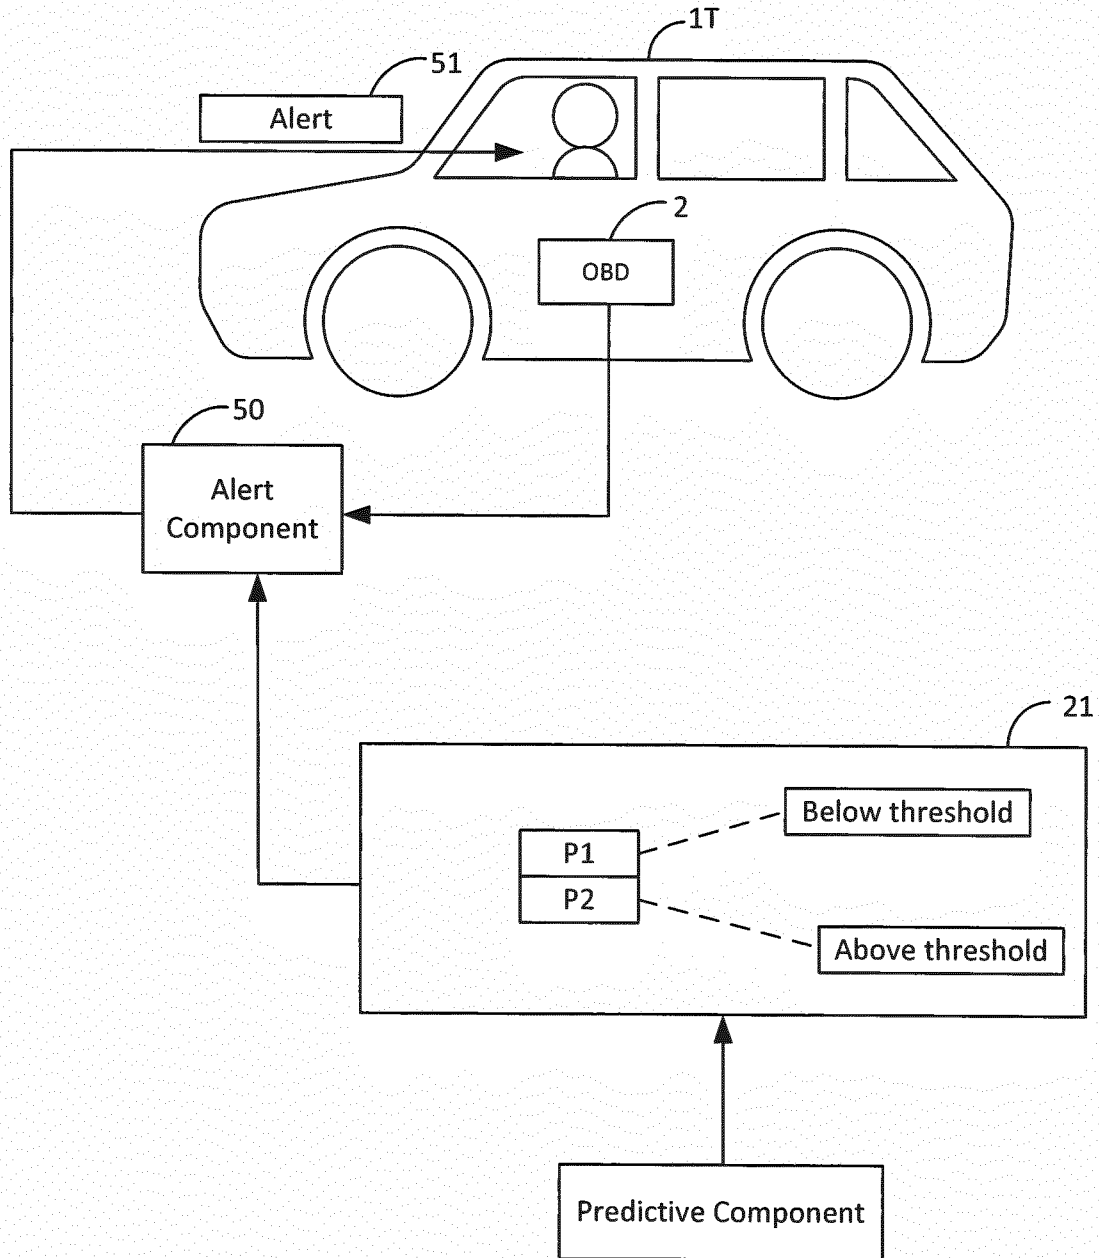 1T
51
Alert
2
OBD
50
Alert
Component
21
Below threshold
P1
P2
Above threshold
Predictive Component